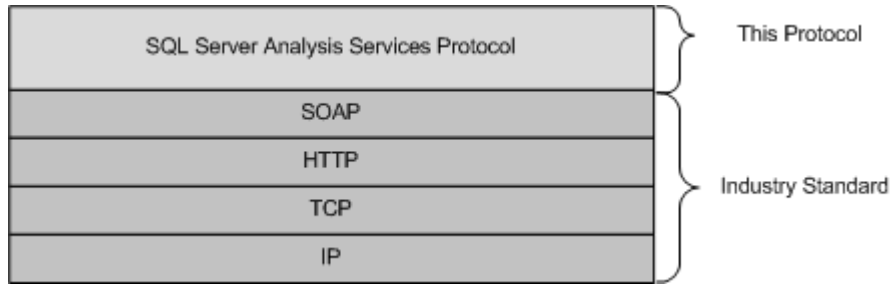 SQL Server Analysis Services Protocol
This Protocol
SOAP
HTTP
TCP
IP
Industry Standard